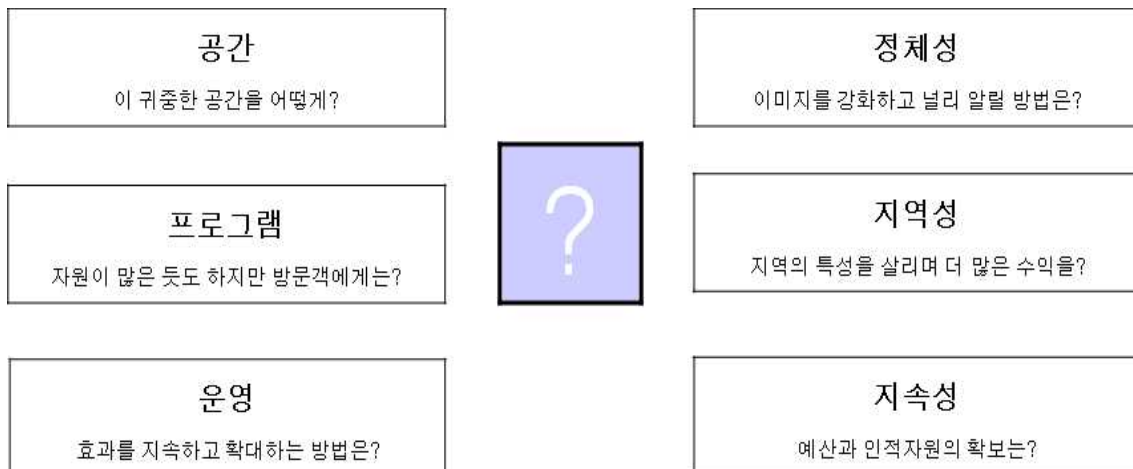 공간
이 귀중한 공간을 어떻게?
프로그램
자원이 많은 듯도 하지만 방문객에게는?
운영
효과를 지속하고 확대하는 방법은?
?
정체성
이미지를 강화하고 널리 알릴 방법은?
지역성
지역의 특성을 살리며 더 많은 수익을?
지속성
예산과 인적자원의 확보는?